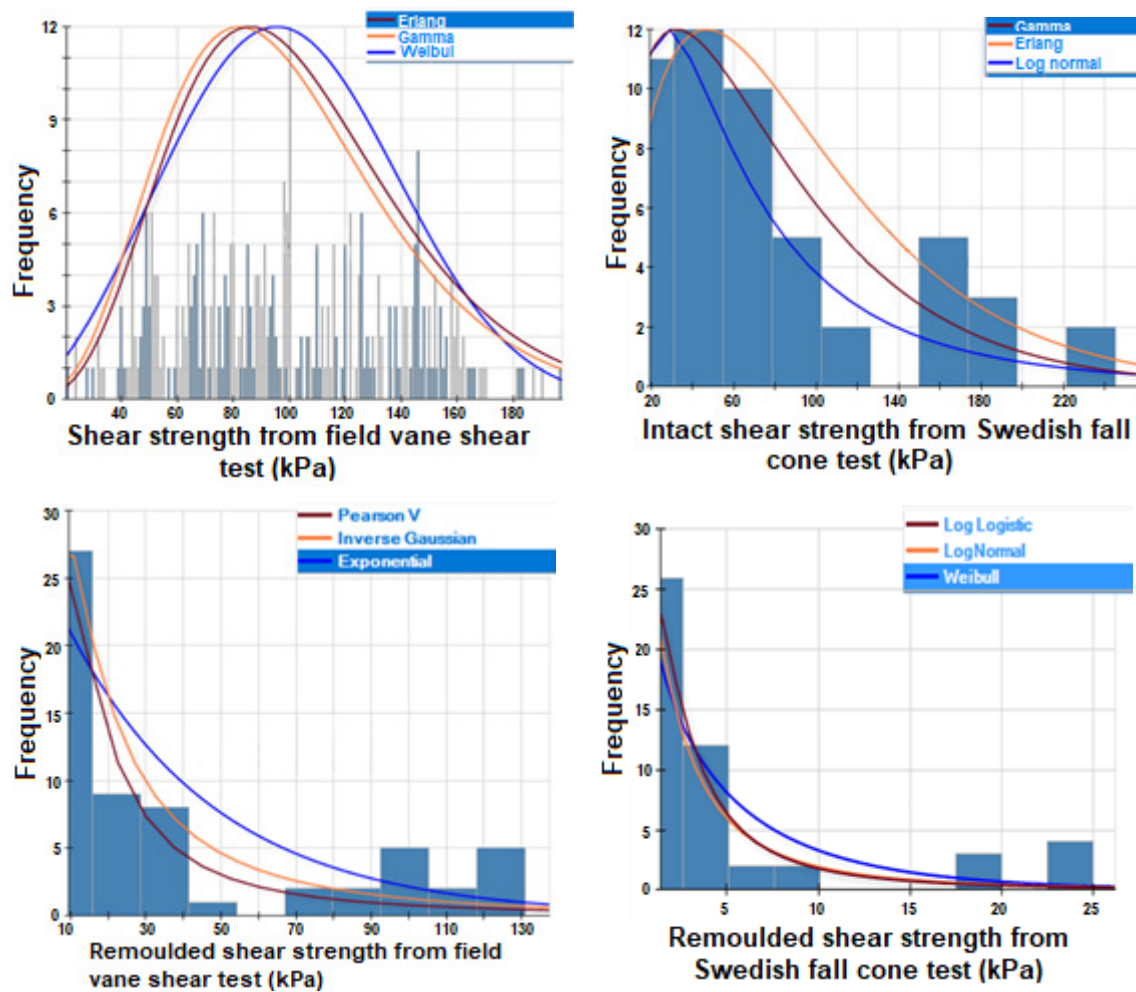 Erlang
Gamma
Weibul
12
9
6
3
0
Frequency
40 60 80 100 120 140 160 180
Shear strength from field vane shear
test (kPa)
Gamma
Erlang
Log normal
12
10
8
6
4
2
0
Frequency
20 60 100 140 180 220
Intact shear strength from Swedish fall
cone test (kPa)
Pearson V
Inverse Gaussian
Exponential
30
25
20
15
10
5
0
Frequency
10 30 50 70 90 110 130
Remoulded shear strength from field
vane shear test (kPa)
Log Logistic
LogNormal
Weibull
30
25
20
15
10
5
0
Frequency
5 10 15 20 25
Remoulded shear strength from
Swedish fall cone test (kPa)